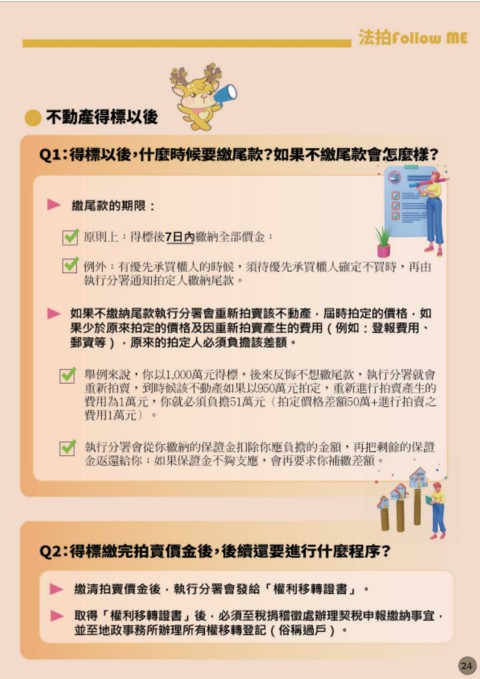 法拍Follow ME
不動產得標以後
Q1：得標以後，什麼時候要繳尾款？如果不繳尾款會怎麼樣？
繳尾款的期限：
原則上：得標後7日內繳納全部價金；
例外：有優先承買權人的時候，須待優先承買權人確定不買時，再由
執行分署通知拍定人繳納尾款。
如果不繳納尾款執行分署會重新拍賣該不動產，屆時拍定的價格，如
果少於原來拍定的價格及因重新拍賣產生的費用（例如：登報費用、
郵資等），原來的拍定人必須負擔該差額。
舉例來說，你以1,000萬元得標，後來反悔不想繳尾款，執行分署就會
重新拍賣，到時候該不動產如果以950萬元拍定，重新進行拍賣產生的
費用為1萬元，你就必須負擔51萬元（拍定價格差額50萬+進行拍賣之
費用1萬元）。
執行分署會從你繳納的保證金扣除你應負擔的金額，再把剩餘的保證
金返還給你；如果保證金不夠支應，會再要求你補繳差額。
Q2：得標繳完拍賣價金後，後續還要進行什麼程序？
繳清拍賣價金後，執行分署會發給「權利移轉證書」。
取得「權利移轉證書」後，必須至稅捐稽徵處辦理契稅申報繳納事宜，
並至地政事務所辦理所有權移轉登記（俗稱過戶）。
24